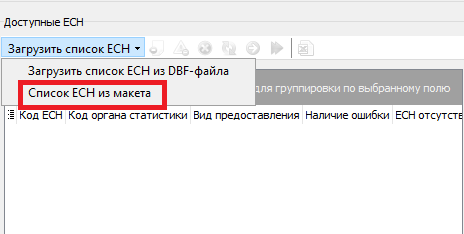 Доступные ЕСН
Загрузить список ЕСН
Загрузить список ЕСН из DBF-файла
Список ЕСН из макета
для группировки по выбранному полю
Код ЕСН Код органа статистики Вид предоставления Наличие ошибки ЕСН отсутств